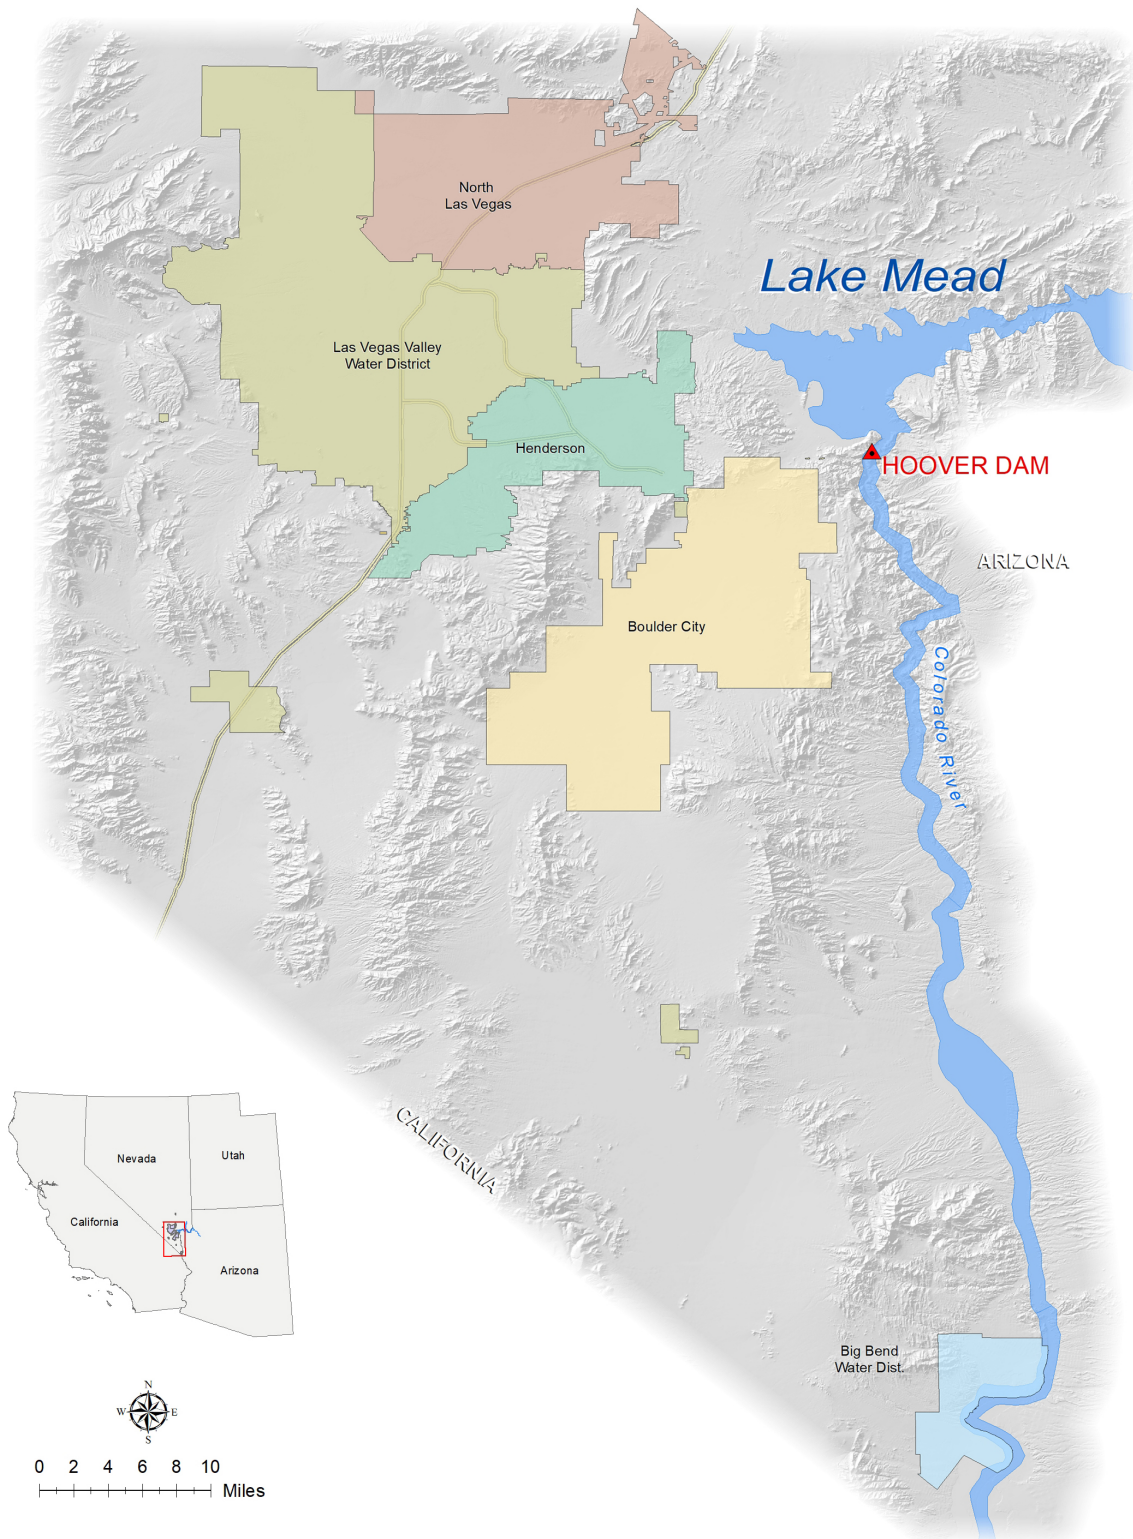 North
Las Vegas
Lake Mead
Las Vegas Valley
Water District
Henderson
HOOVER DAM
ARIZONA
Boulder City
Colorado River
CALIFORNIA
Nevada
Utah
California
Arizona
Big Bend
Water Dist.
N
W E
S
0 2 4 6 8 10
Miles